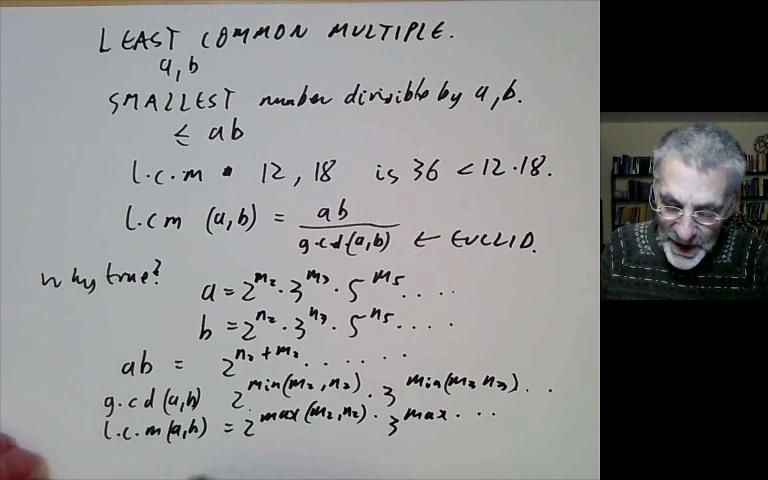 LEAST COMMON MULTIPLE.
a, b
SMALLEST number divisible by a, b.
≤ ab
l.c.m 12, 18 is 36 < 12·18.
l.c.m (a,b) = ab / g.c.d(a,b) ← EUCLID.
Why true?
a = 2^m₂ · 3^m₃ · 5^m₅ . . . .
b = 2^n₂ · 3^n₃ · 5^n₅ . . . .
ab = 2^n₂+m₂ . . . . . .
g.c.d (a,b) 2^min(m₂,n₂) · 3^min(m₃ n₃) . . .
l.c.m(a,b) = 2^max(m₂,n₂) · 3^max . . .